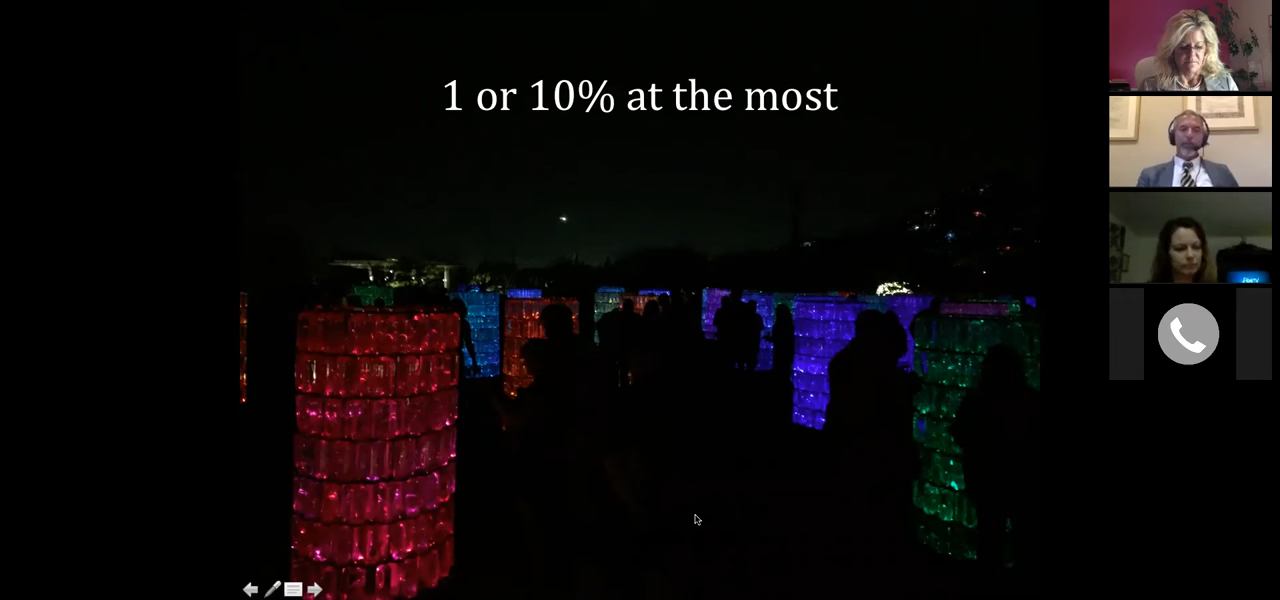 1 or 10% at the most